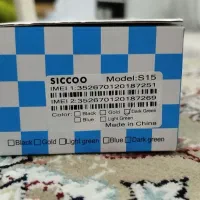 SICCOO Model:S15
IMEI 1:352670120187251
IMEI 2:352670120187269
Color: Black Gold Dark Green
Blue Light Green
Made in China
Black Gold Light green Blue Dark Green